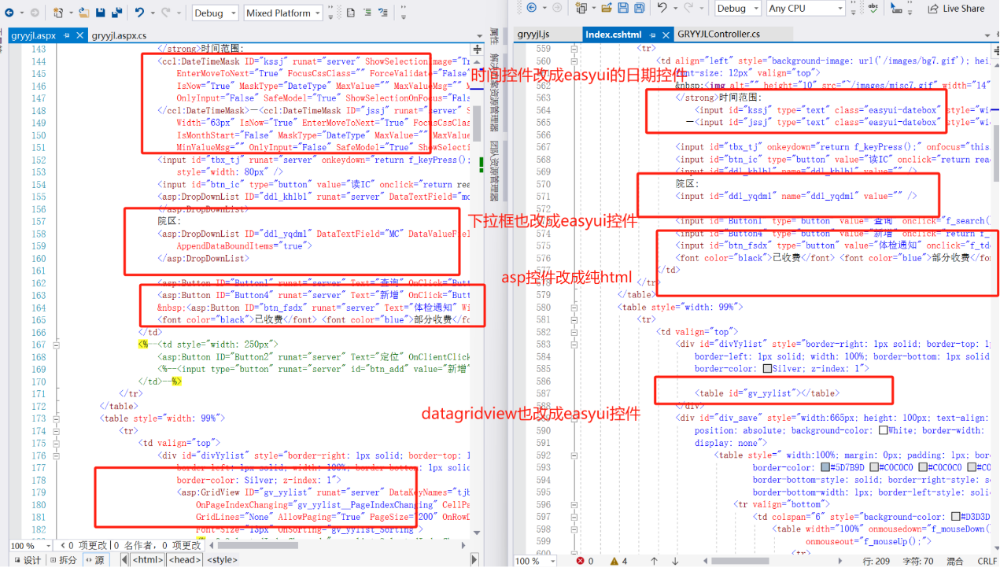 Debug Mixed Platform
gryyjl.aspx gryyjl.aspx.cs
143 </strong>时间范围:
144 <ccl:DateTimeMask ID="kssj" runat="server" ShowSelectionImage="Tr
145 EnterMoveToNext="True" FocusCssClass="" ForceValidate="False"
146 IsNow="True" MaskType="DateType" MaxValue="" MaxValueMsg="" M
147 OnlyInput="False" SafeModel="True" ShowSelectionOnFocus="Fals
148 </ccl:DateTimeMask>—<ccl:DateTimeMask ID="jssj" runat="server" S
149 Width="63px" IsNow="True" EnterMoveToNext="True" FocusCssClass
150 IsMonthStart="False" MaskType="DateType" MaxValue="" MaxValue
151 MinValueMsg="" OnlyInput="False" SafeModel="True" ShowSelecti
152 <input id="tbx_tj" runat="server" onkeydown="return f_keyPress();
153 style="width: 80px" />
154 <input id="btn_ic" type="button" value="读IC" onclick="return rea
155 <asp:DropDownList ID="ddl_khlbl" runat="server" DataTextField="mc
156 </asp:DropDownList>
157 院区:
158 <asp:DropDownList ID="ddl_yqdml" DataTextField="MC" DataValueFiel
159 AppendDataBoundItems="true">
160 </asp:DropDownList>
161
162 <asp:Button ID="Button1" runat="server" Text="查询" OnClick="Butt
163 <asp:Button ID="Button4" runat="server" Text="新增" OnClick="Butt
164 &nbsp;<asp:Button ID="btn_fsdx" runat="server" Text="体检通知" Wi
165 <font color="black">已收费</font> <font color="blue">部分收费</fo
166 </td>
167 <%--<td style="width: 250px">
168 <asp:Button ID="Button2" runat="server" Text="定位" OnClientClick
169 <%--<input type="button" runat="server" id="btn_add" value="新增"
170 </td>--%>
171 </tr>
172 </table>
173 <table style="width: 99%">
174 <tr>
175 <td valign="top">
176 <div id="divYylist" style="border-right: 1px solid; border-top: 1
177 border-left: 1px solid; width: 100%; border-bottom: 1px solid
178 border-color: Silver; z-index: 1">
179 <asp:GridView ID="gv_yylist" runat="server" DataKeyNames="tjb
180 OnPageIndexChanging="gv_yylist__PageIndexChanging" CellPa
181 GridLines="None" AllowPaging="True" PageSize="200" OnRowD
182 Font-Size="13px" OnSorting="gv_yylist_Sorting"
100 % 0 项更改 | 0 名作者, 0 项更改
设计 拆分 源 <html> <head> <style>
属性
解决方案资源管理器
团队资源管理器
时间控件改成easyui的日期控件
下拉框也改成easyui控件
asp控件改成纯html
datagridview也改成easyui控件
Debug Any CPU Live Share
gryyjl.js Index.cshtml GRYYJLController.cs
559 <tr>
560 <td align="left" style="background-image: url('/images/bg7.gif'); hei
font-size: 12px" valign="top">
&nbsp;<img alt="" height="10" src="~/images/misc7.gif" width="14"
563 </strong>时间范围:
564 <input id="kssj" type="text" class="easyui-datebox" style="wi
565 —<input id="jssj" type="text" class="easyui-datebox" style="wi
566
567 <input id="tbx_tj" onkeydown="return f_keyPress();" onfocus="this
568 <input id="btn_ic" type="button" value="读IC" onclick="return rea
569 <input id="ddl_khlbl" name="ddl_khlbl" value="" />
570 院区:
571 <input id="ddl_yqdml" name="ddl_yqdml" value="" />
572
<input id="Button1" type="button" value="查询" onclick="f_search(
574 <input id="Button4" type="button" value="新增" onclick="return f_
575 <input id="btn_fsdx" type="button" value="体检通知" onclick="f_td
576 <font color="black">已收费</font> <font color="blue">部分收费</fon
</td>
</tr>
579 </table>
580 <table style="width: 99%">
581 <tr>
582 <td valign="top">
583 <div id="divYylist" style="border-right: 1px solid; border-top: 1
584 border-left: 1px solid; width: 100%; border-bottom: 1px solid
585 border-color: Silver; z-index: 1">
586
587 <table id="gv_yylist"></table>
588 </div>
<div id="div_save" style="width:665px; height: 100px; text-align:
590 position: absolute; background-color: White; border-width:
591 display: none">
592 <table style=" width:100%; margin: 0px; padding: 1px; bor
593 border-color: #5D7B9D #C0C0C0 #C0C0C0 #C0
594 border-bottom-style: solid; border-right-style: so
595 border-bottom-width: 1px; border-left-style: solid
596 <tr valign="bottom">
597 <td colspan="6" style="background-color: #D3D3D
598 <table width="100%" onmousedown="f_mouseDown(
599 onmouseout="f_mouseUp();">
600 <tr>
100 % 0 4 行: 209 字符: 70 混合 CRLF